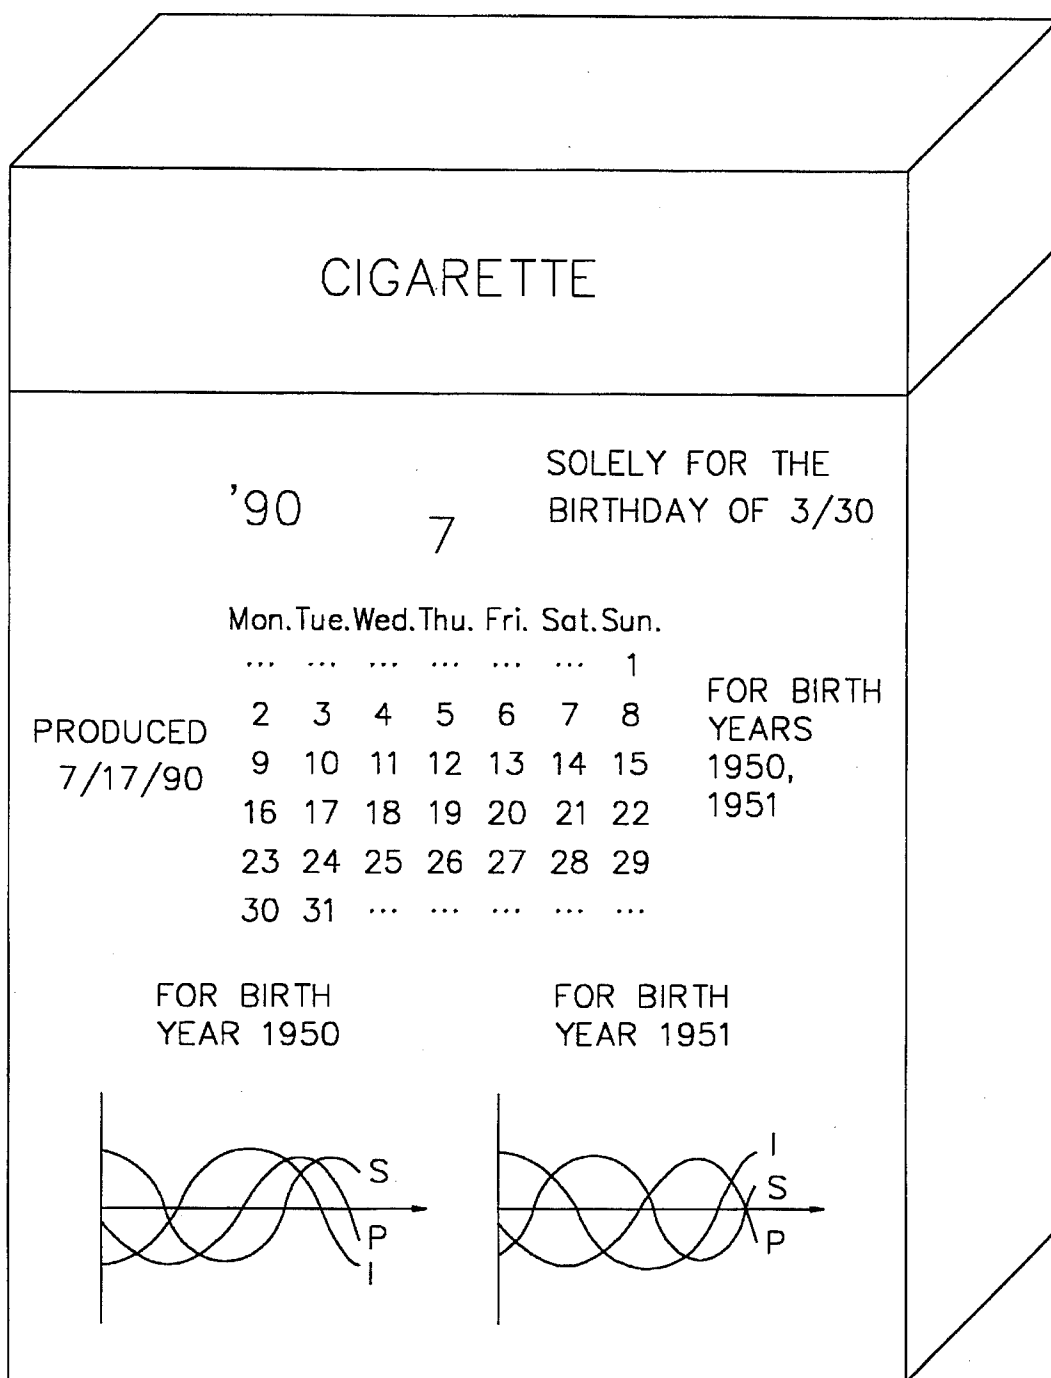 CIGARETTE
'90
7
SOLELY FOR THE
BIRTHDAY OF 3/30
Mon. Tue. Wed. Thu. Fri. Sat. Sun.
... ... ... ... ... ... 1
2 3 4 5 6 7 8
9 10 11 12 13 14 15
16 17 18 19 20 21 22
23 24 25 26 27 28 29
30 31 ... ... ... ... ...
PRODUCED
7/17/90
FOR BIRTH
YEARS
1950,
1951
FOR BIRTH
YEAR 1950
S
P
I
FOR BIRTH
YEAR 1951
I
S
P